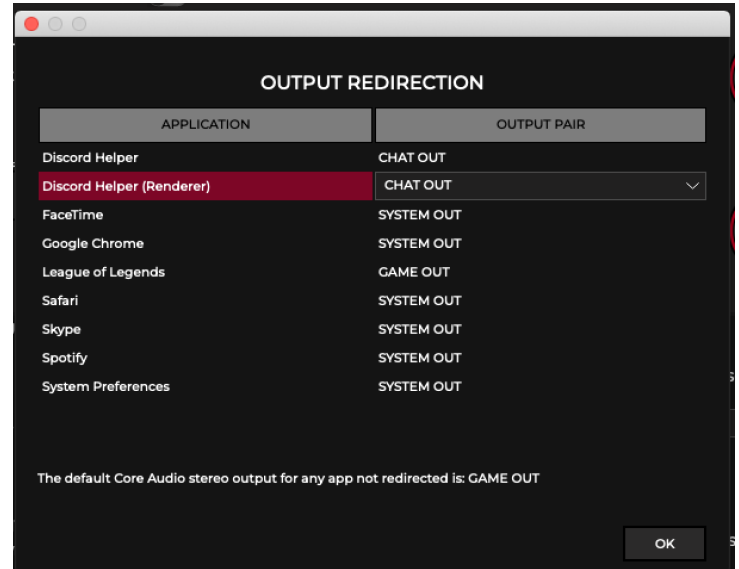 OUTPUT REDIRECTION
APPLICATION OUTPUT PAIR
Discord Helper CHAT OUT
Discord Helper (Renderer) CHAT OUT
FaceTime SYSTEM OUT
Google Chrome SYSTEM OUT
League of Legends GAME OUT
Safari SYSTEM OUT
Skype SYSTEM OUT
Spotify SYSTEM OUT
System Preferences SYSTEM OUT
The default Core Audio stereo output for any app not redirected is: GAME OUT
OK